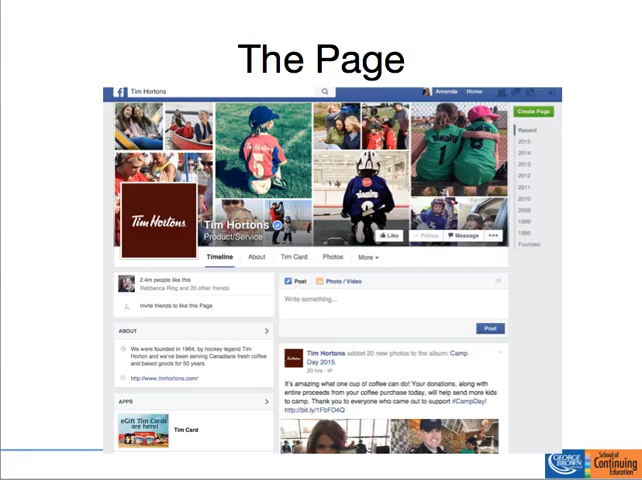 The Page
Tim Hortons
Amanda
Home
Create Page
Recent
2015
2014
2013
2012
2011
2010
2009
1999
1985
Founded
Tim Hortons
Tim Hortons
Product/Service
Like
Follow
Message
Timeline
About
Tim Card
Photos
More
2.4m people like this
Rebbecca Ring and 20 other friends
Invite friends to like this Page
ABOUT
We were founded in 1964, by hockey legend Tim
Horton and we've been serving Canadians fresh coffee
and baked goods for 50 years
http://www.timhortons.com/
APPS
eGift Tim Cards
are here!
Tim Card
Post
Photo / Video
Write something...
Post
Tim Hortons added 20 new photos to the album: Camp
Day 2015.
20 hrs
It's amazing what one cup of coffee can do! Your donations, along with
entire proceeds from your coffee purchase today, will help send more kids
to camp. Thank you to everyone who came out to support #CampDay!
http://bit.ly/1FbFD4Q
GEORGE
BROWN
School of
Continuing
Education